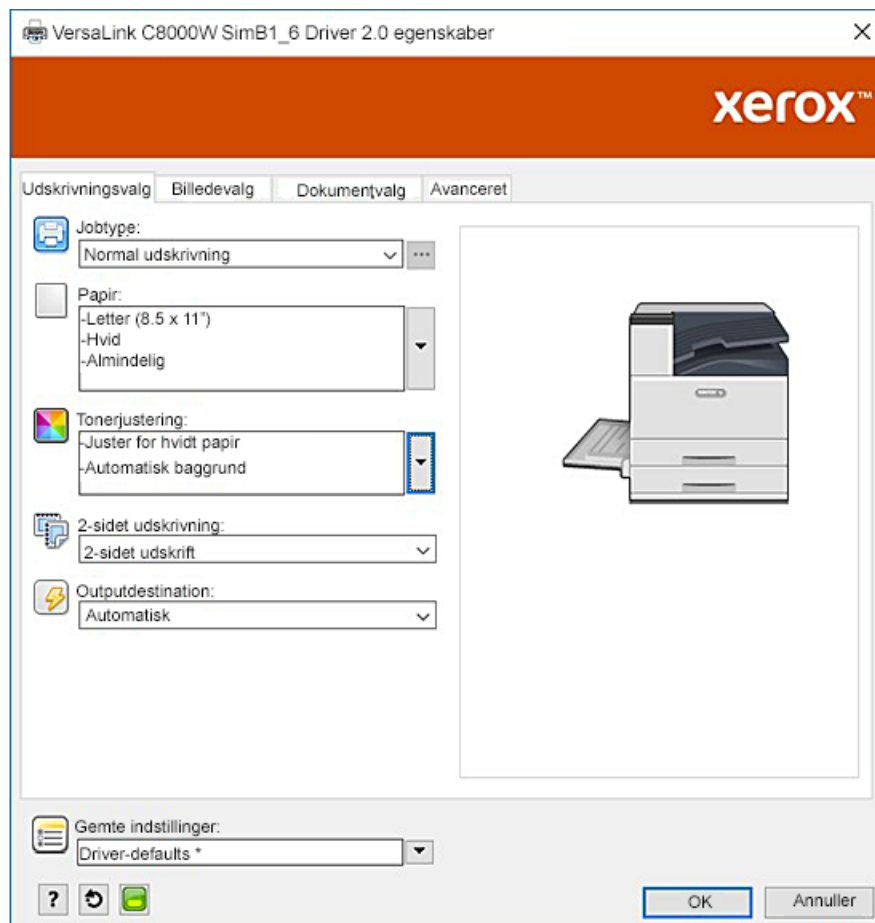 VersaLink C8000W SimB1_6 Driver 2.0 egenskaber
xerox™
Udskrivningsvalg
Billedevalg
Dokumentvalg
Avanceret
Jobtype:
Normal udskrivning
Papir:
-Letter (8.5 x 11")
-Hvid
-Almindelig
Tonerjustering:
-Juster for hvidt papir
-Automatisk baggrund
2-sidet udskrivning:
2-sidet udskrift
Outputdestination:
Automatisk
Gemte indstillinger:
Driver-defaults *
?
OK
Annuller